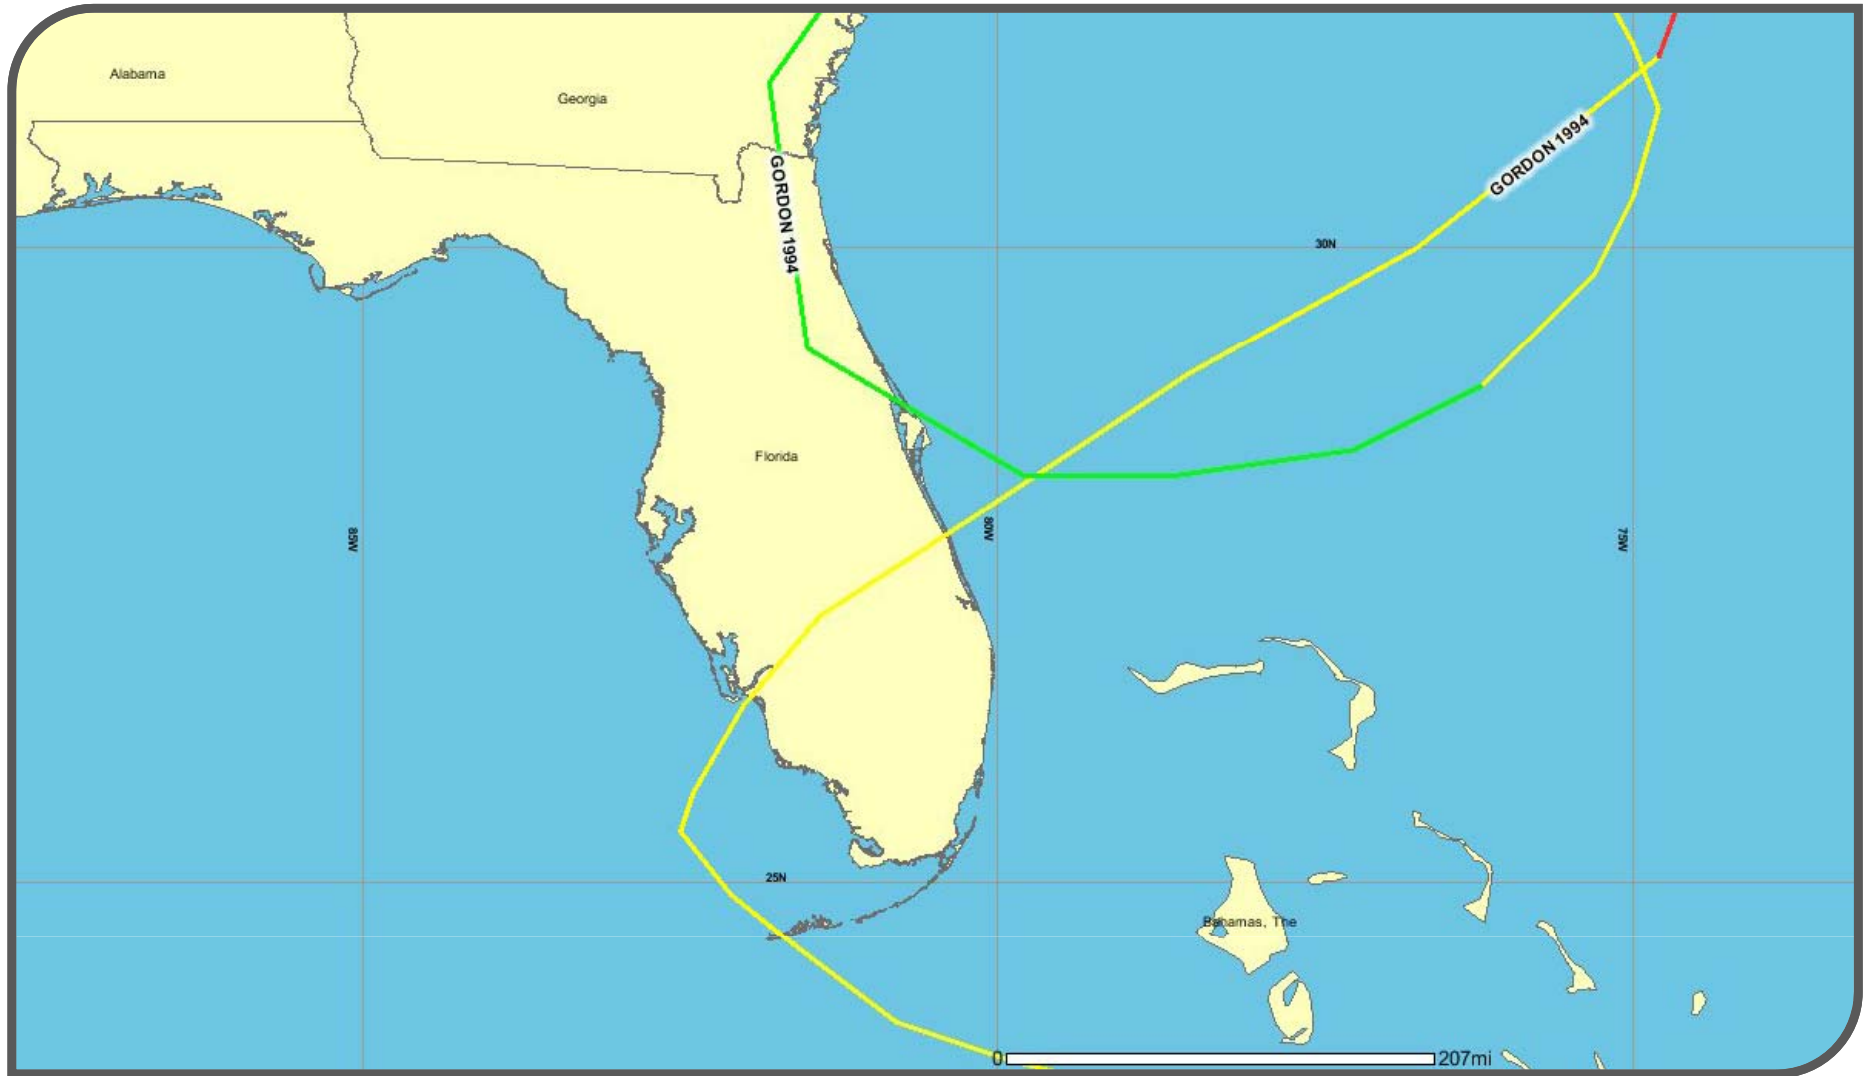 Alabama
Georgia
GORDON 1994
GORDON 1994
30N
Florida
85W
80W
75W
25N
Bahamas, The
0
207mi